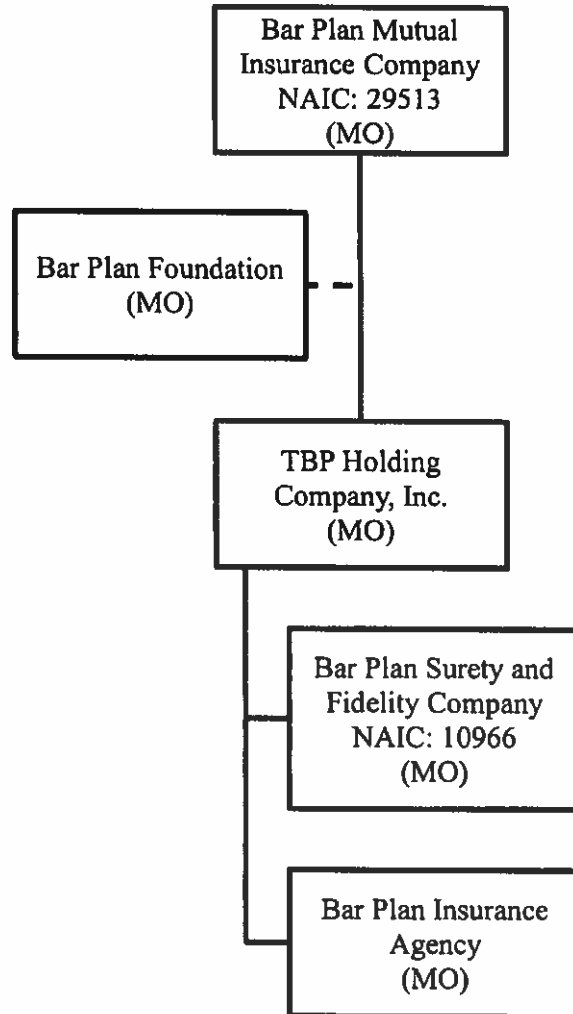 Bar Plan Mutual
Insurance Company
NAIC: 29513
(MO)
Bar Plan Foundation
(MO)
TBP Holding
Company, Inc.
(MO)
Bar Plan Surety and
Fidelity Company
NAIC: 10966
(MO)
Bar Plan Insurance
Agency
(MO)